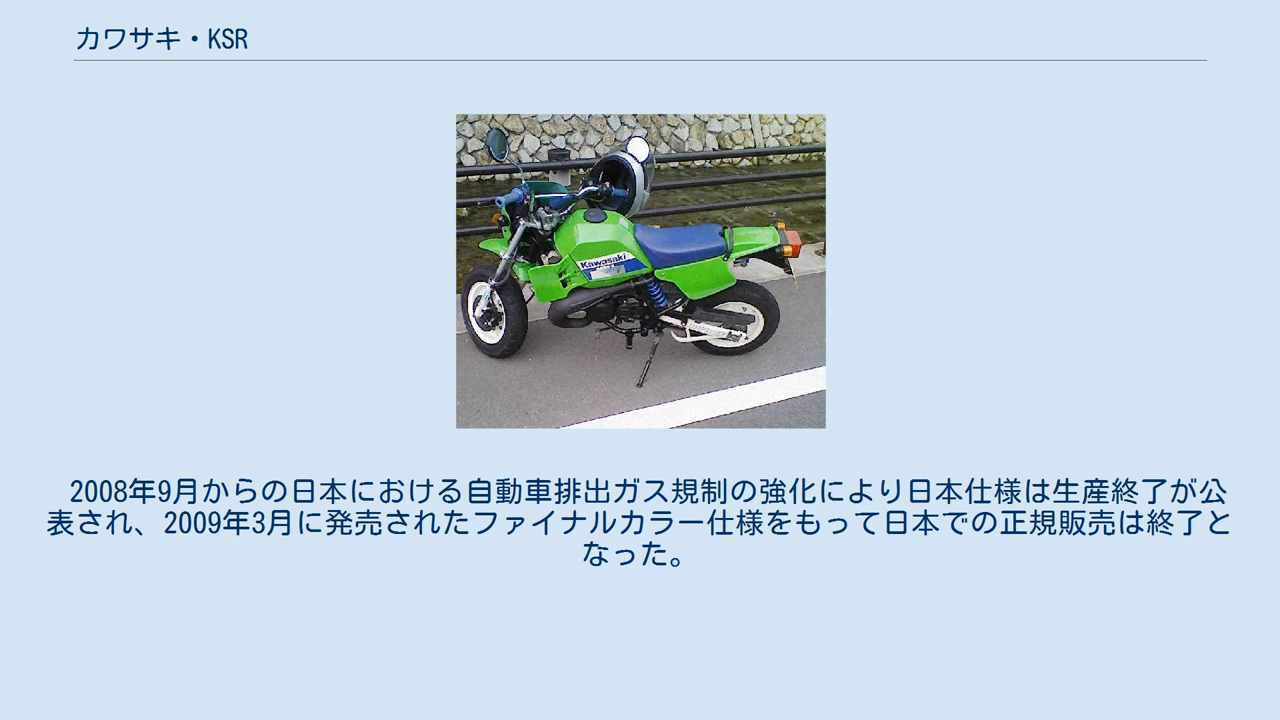 カワサキ・KSR
Kawasaki
2008年9月からの日本における自動車排出ガス規制の強化により日本仕様は生産終了が公
表され、2009年3月に発売されたファイナルカラー仕様をもって日本での正規販売は終了と
なった。